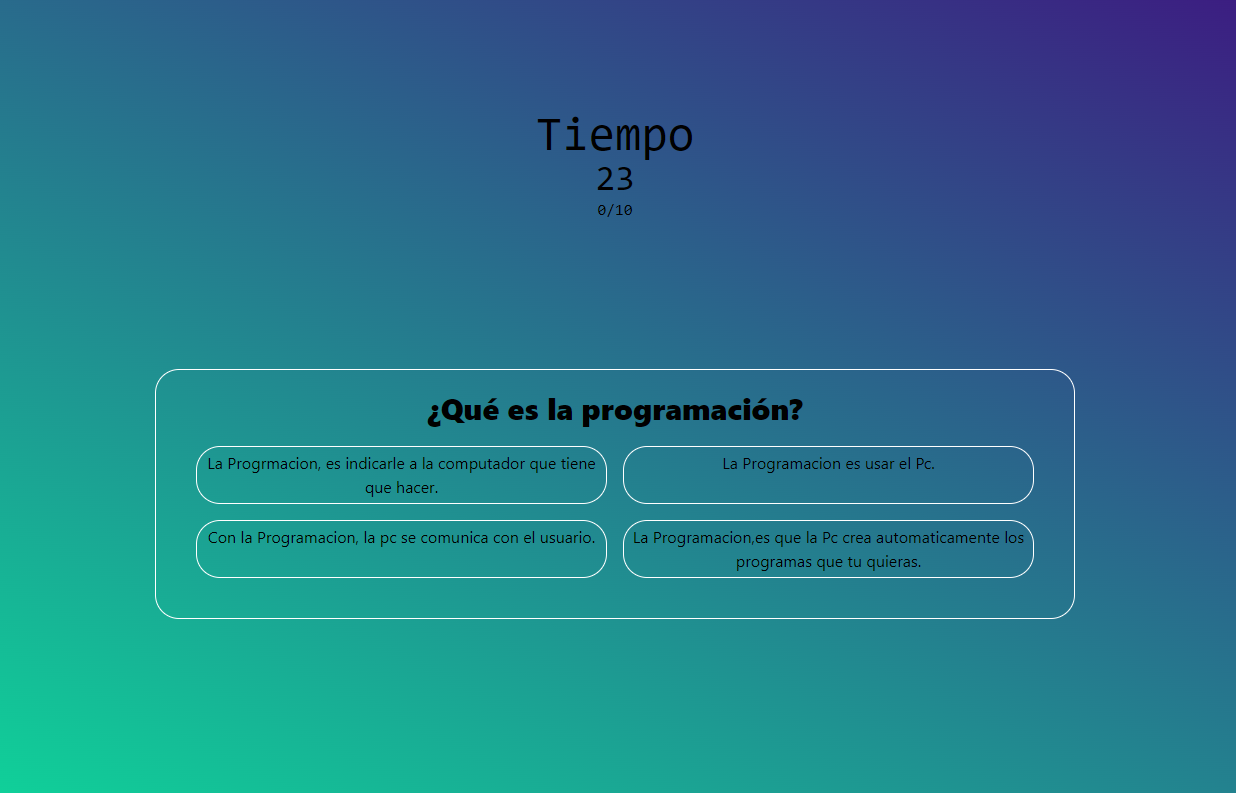 Tiempo
23
0/10
¿Qué es la programación?
La Progrmacion, es indicarle a la computador que tiene
que hacer.
La Programacion es usar el Pc.
Con la Programacion, la pc se comunica con el usuario.
La Programacion,es que la Pc crea automaticamente los
programas que tu quieras.